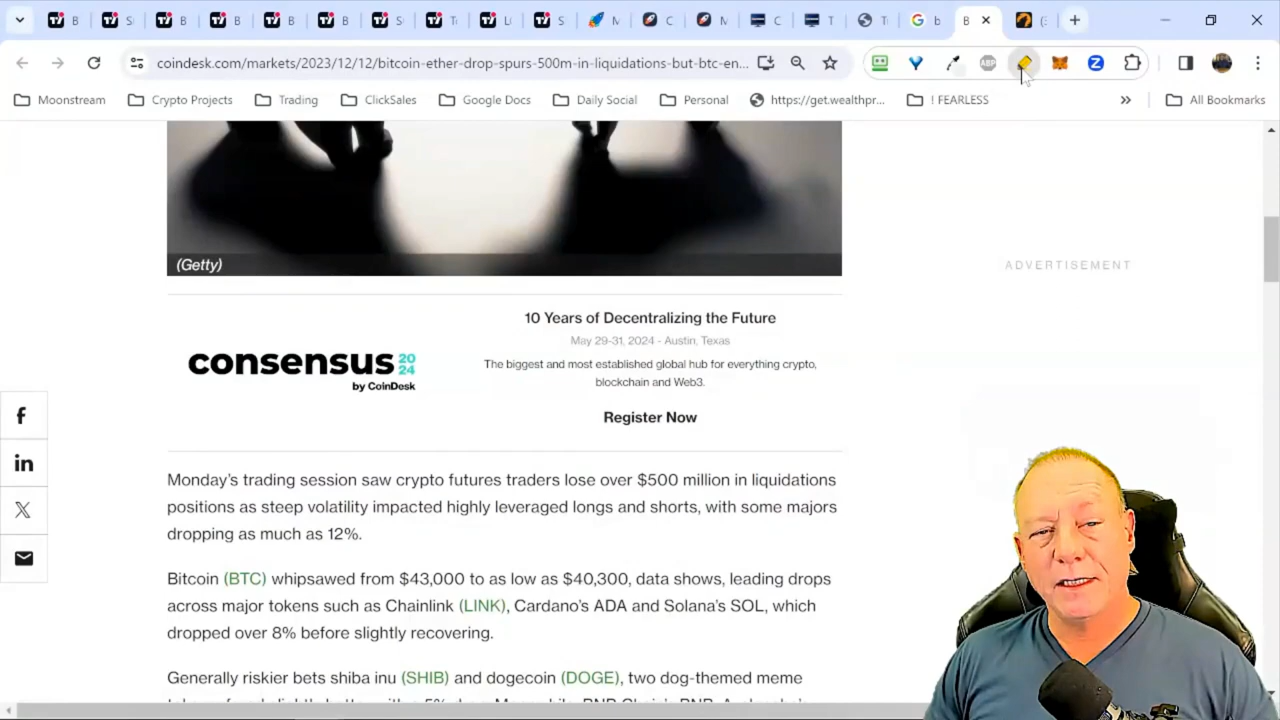 B
S
B
B
B
B
S
T
L
S
M
C
M
C
T
T
b
B
(
coindesk.com/markets/2023/12/12/bitcoin-ether-drop-spurs-500m-in-liquidations-but-btc-en...
ABP
Z
Moonstream
Crypto Projects
Trading
ClickSales
Google Docs
Daily Social
Personal
https://get.wealthpr...
! FEARLESS
»
All Bookmarks
(Getty)
ADVERTISEMENT
consensus 2024
by CoinDesk
10 Years of Decentralizing the Future
May 29-31, 2024 - Austin, Texas
The biggest and most established global hub for everything crypto,
blockchain and Web3.
Register Now
f
in
X
Monday's trading session saw crypto futures traders lose over $500 million in liquidations
positions as steep volatility impacted highly leveraged longs and shorts, with some majors
dropping as much as 12%.
Bitcoin (BTC) whipsawed from $43,000 to as low as $40,300, data shows, leading drops
across major tokens such as Chainlink (LINK), Cardano's ADA and Solana's SOL, which
dropped over 8% before slightly recovering.
Generally riskier bets shiba inu (SHIB) and dogecoin (DOGE), two dog-themed meme